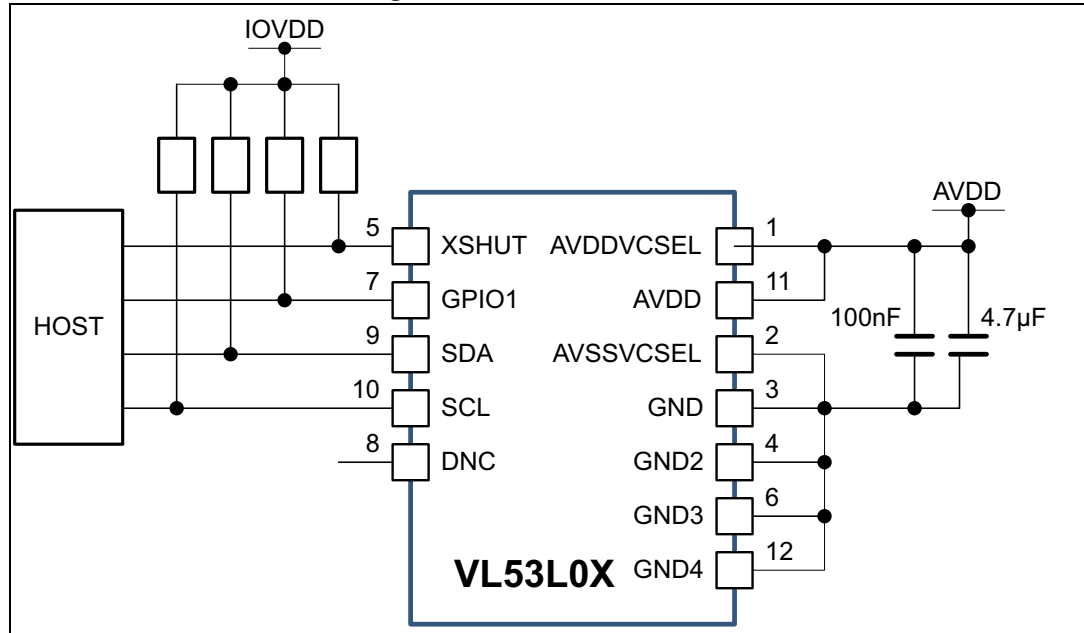 IOVDD
AVDD
HOST
5 XSHUT
7 GPIO1
9 SDA
10 SCL
8 DNC
AVDDVCSEL 1
AVDD 11
AVSSVCSEL 2
GND 3
GND2 4
GND3 6
GND4 12
100nF 4.7µF
VL53L0X